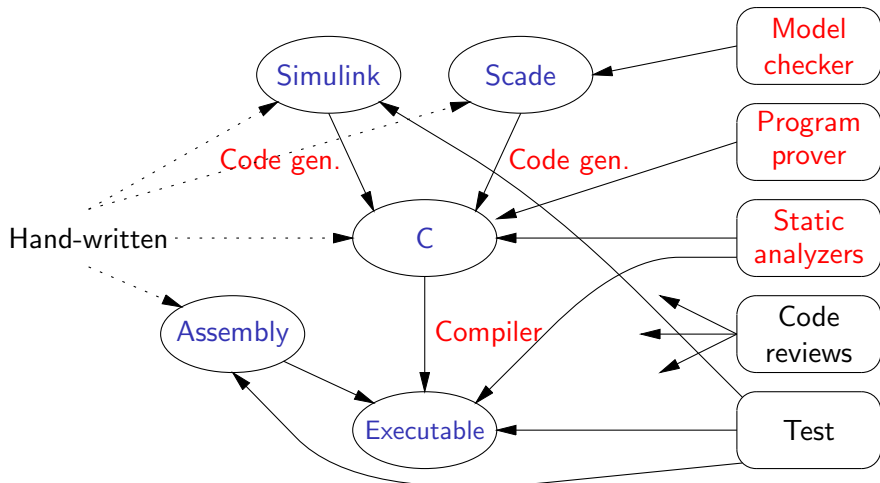 Model
checker
Simulink
Scade
Program
prover
Code gen.
Code gen.
Hand-written
C
Static
analyzers
Assembly
Compiler
Code
reviews
Executable
Test